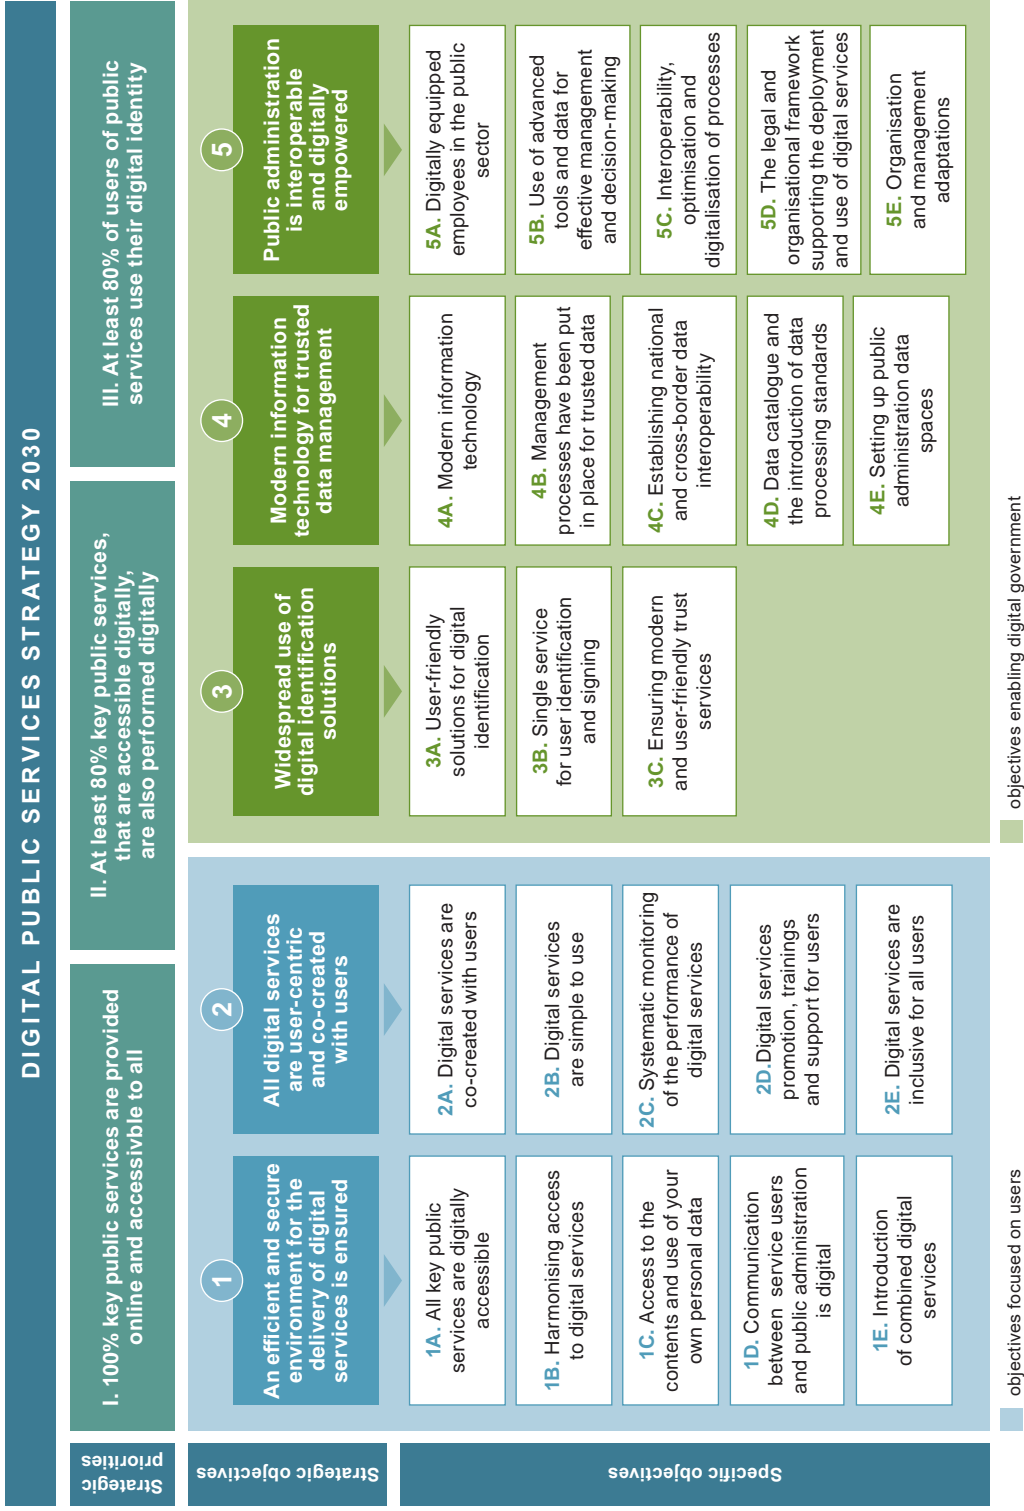 DIGITAL PUBLIC SERVICES STRATEGY 2030
Strategic
priorities
I. 100% key public services are provided
online and accessivble to all
II. At least 80% key public services,
that are accessible digitally,
are also performed digitally
III. At least 80% of users of public
services use their digital identity
Strategic objectives
1
An efficient and secure
environment for the
delivery of digital
services is ensured
2
All digital services
are user-centric
and co-created
with users
3
Widespread use of
digital identification
solutions
4
Modern information
technology for trusted
data management
5
Public administration
is interoperable
and digitally
empowered
Specific objectives
1A. All key public
services are digitally
accessible
1B. Harmonising access
to digital services
1C. Access to the
contents and use of your
own personal data
1D. Communication
between service users
and public administration
is digital
1E. Introduction
of combined digital
services
2A. Digital services are
co-created with users
2B. Digital services
are simple to use
2C. Systematic monitoring
of the performance of
digital services
2D.Digital services
promotion, trainings
and support for users
2E. Digital services are
inclusive for all users
3A. User-friendly
solutions for digital
identification
3B. Single service
for user identification
and signing
3C. Ensuring modern
and user-friendly trust
services
4A. Modern information
technology
4B. Management
processes have been put
in place for trusted data
4C. Establishing national
and cross-border data
interoperability
4D. Data catalogue and
the introduction of data
processing standards
4E. Setting up public
administration data
spaces
5A. Digitally equipped
employees in the public
sector
5B. Use of advanced
tools and data for
effective management
and decision-making
5C. Interoperability,
optimisation and
digitalisation of processes
5D. The legal and
organisational framework
supporting the deployment
and use of digital services
5E. Organisation
and management
adaptations
objectives focused on users
objectives enabling digital government